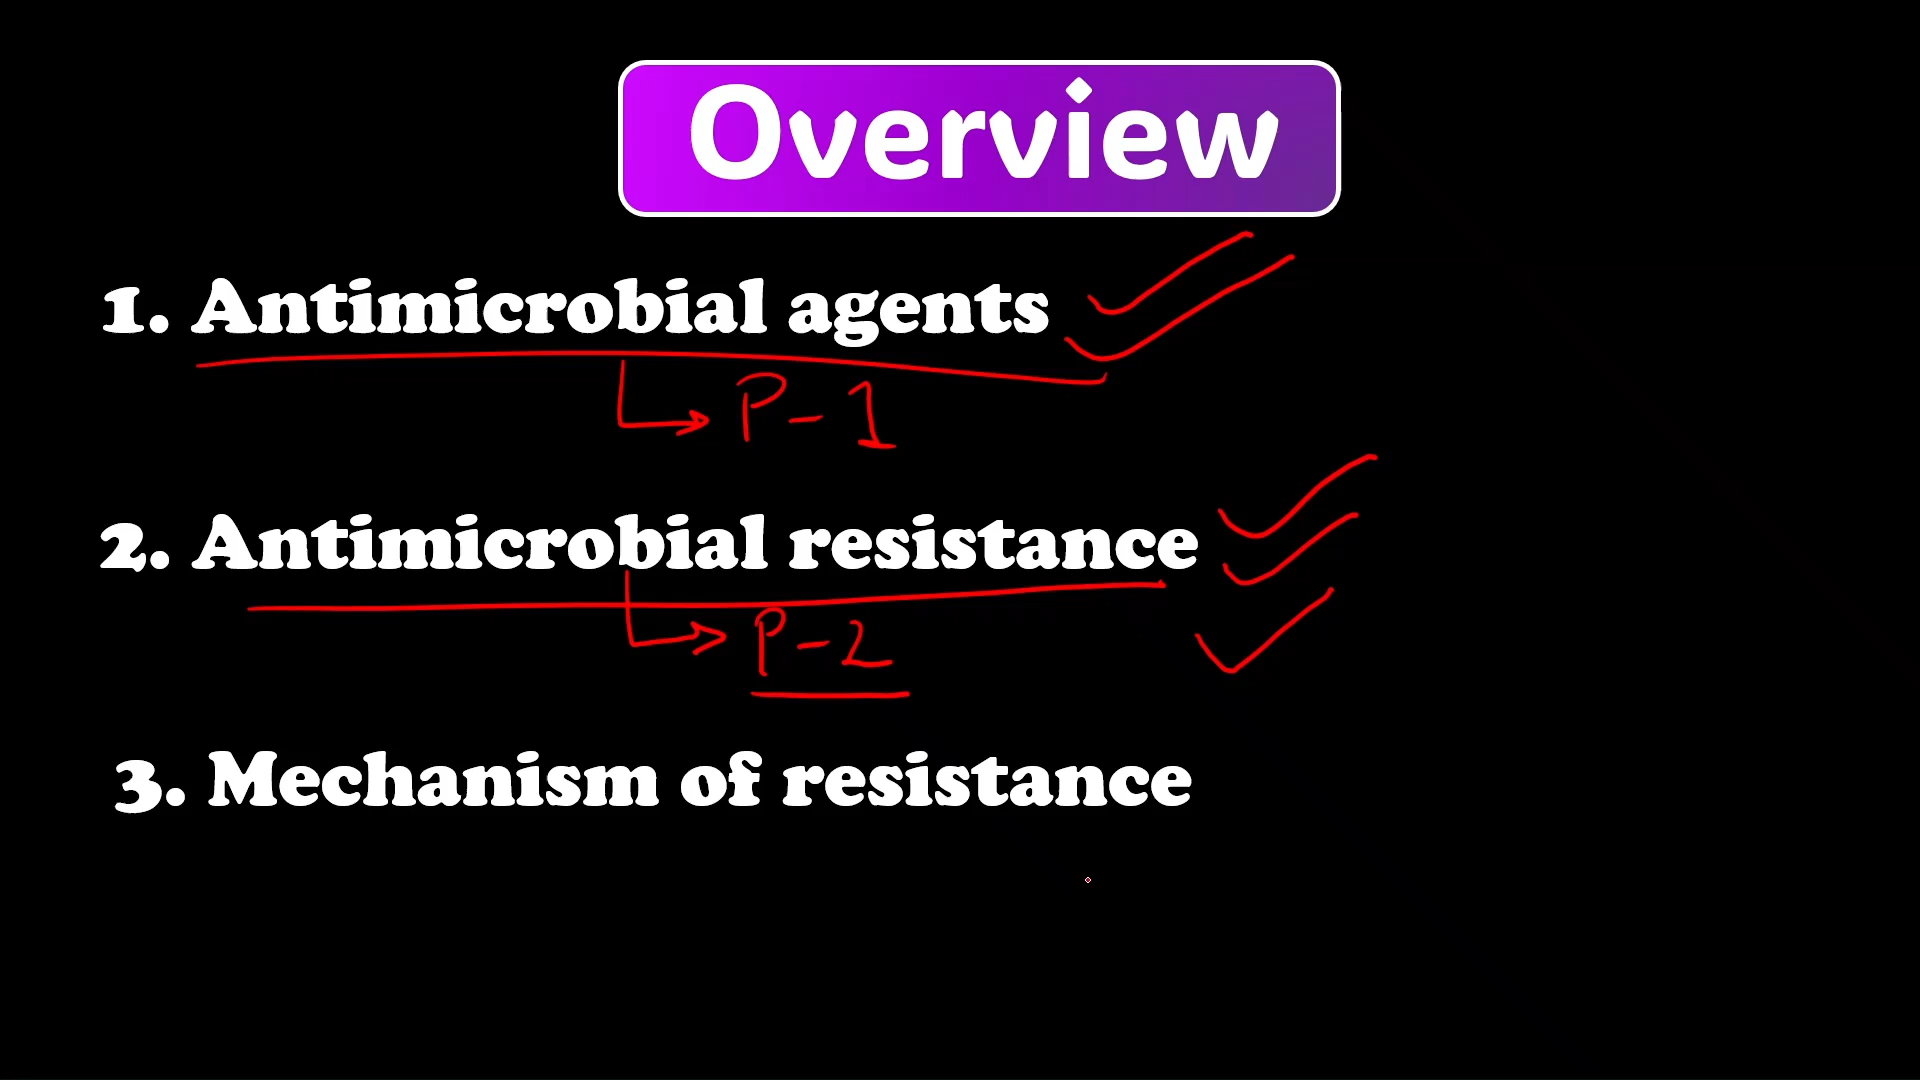 Overview
1. Antimicrobial agents
P-1
2. Antimicrobial resistance
P-2
3. Mechanism of resistance